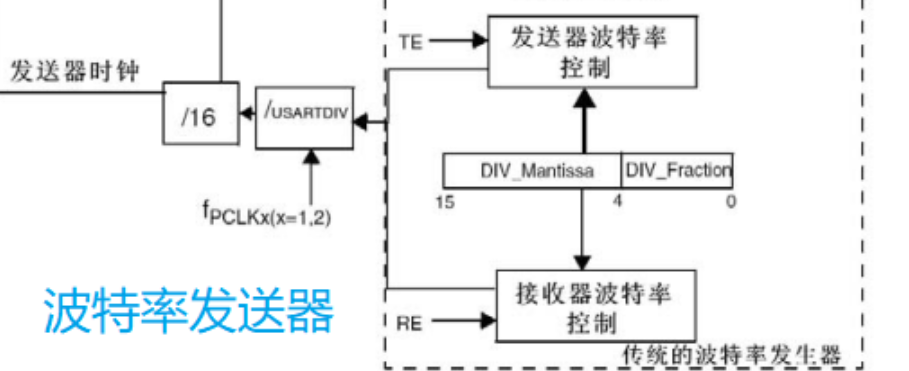 TE
发送器波特率
控制
发送器时钟
/16
/USARTDIV
DIV_Mantissa
DIV_Fraction
15
4
0
fPCLKx(x=1,2)
波特率发送器
接收器波特率
控制
RE
传统的波特率发生器